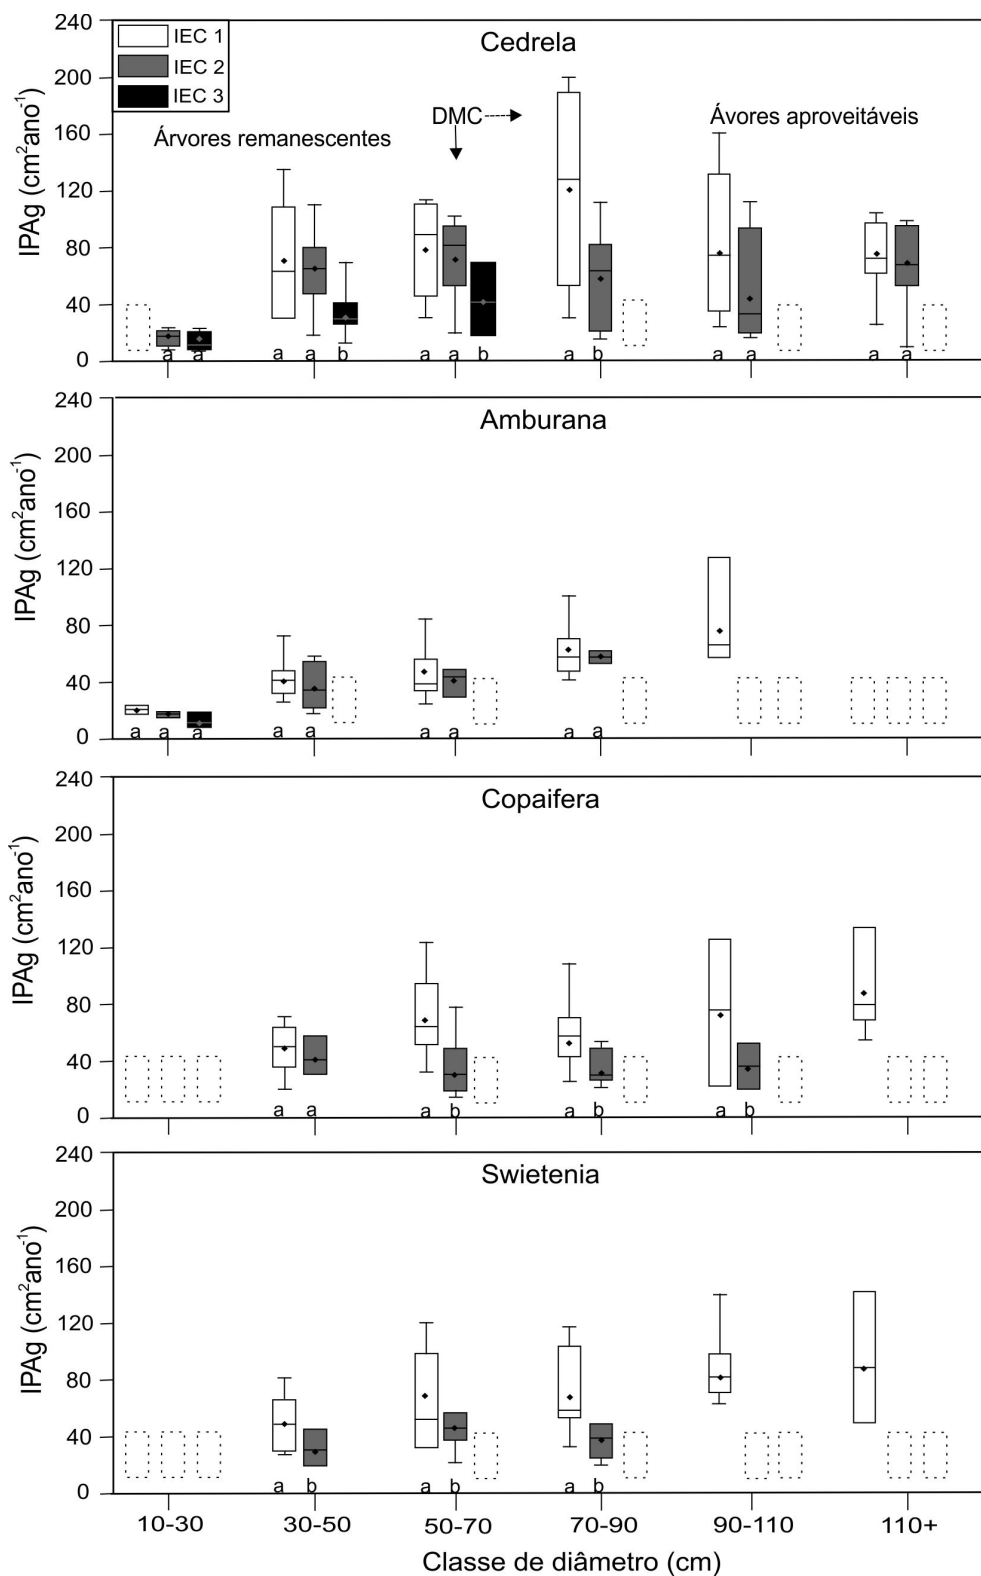 IEC 1
IEC 2
IEC 3
Cedrela
DMC
Árvores remanescentes
Ávores aproveitáveis
IPAg (cm²ano⁻¹)
240
200
160
120
80
40
0
a a a a b a a b a b a a a a
Amburana
IPAg (cm²ano⁻¹)
240
200
160
120
80
40
0
a a a a a a a a a
Copaifera
IPAg (cm²ano⁻¹)
240
200
160
120
80
40
0
a a a b a b a b
Swietenia
IPAg (cm²ano⁻¹)
240
200
160
120
80
40
0
a b a b a b
10-30 30-50 50-70 70-90 90-110 110+
Classe de diâmetro (cm)